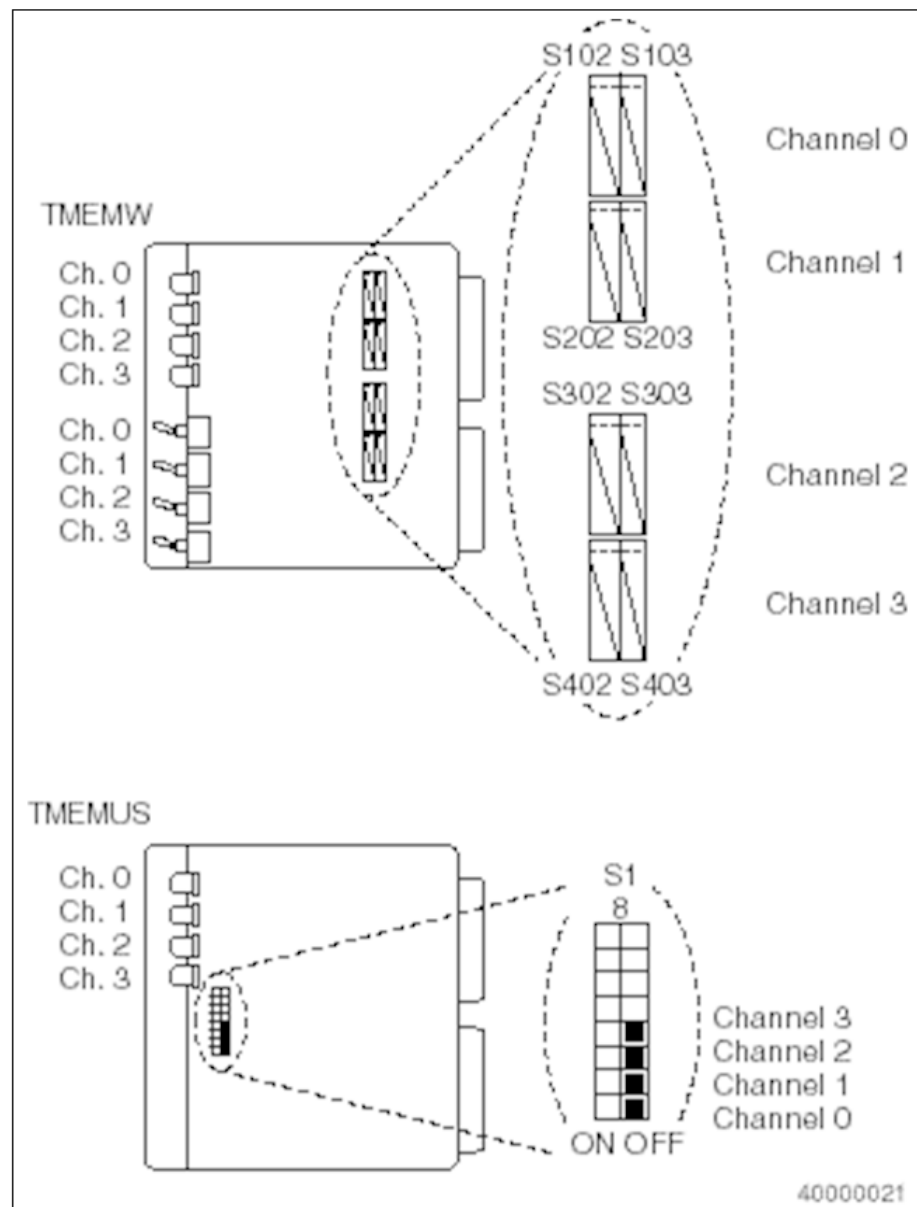 S102 S103
Channel 0
TMEMW
Ch. 0
Channel 1
Ch. 1
Ch. 2
S202 S203
Ch. 3
S302 S303
Ch. 0
Ch. 1
Channel 2
Ch. 2
Ch. 3
Channel 3
S402 S403
TMEMUS
Ch. 0
S1
Ch. 1
8
Ch. 2
Ch. 3
Channel 3
Channel 2
Channel 1
Channel 0
ON OFF
40000021